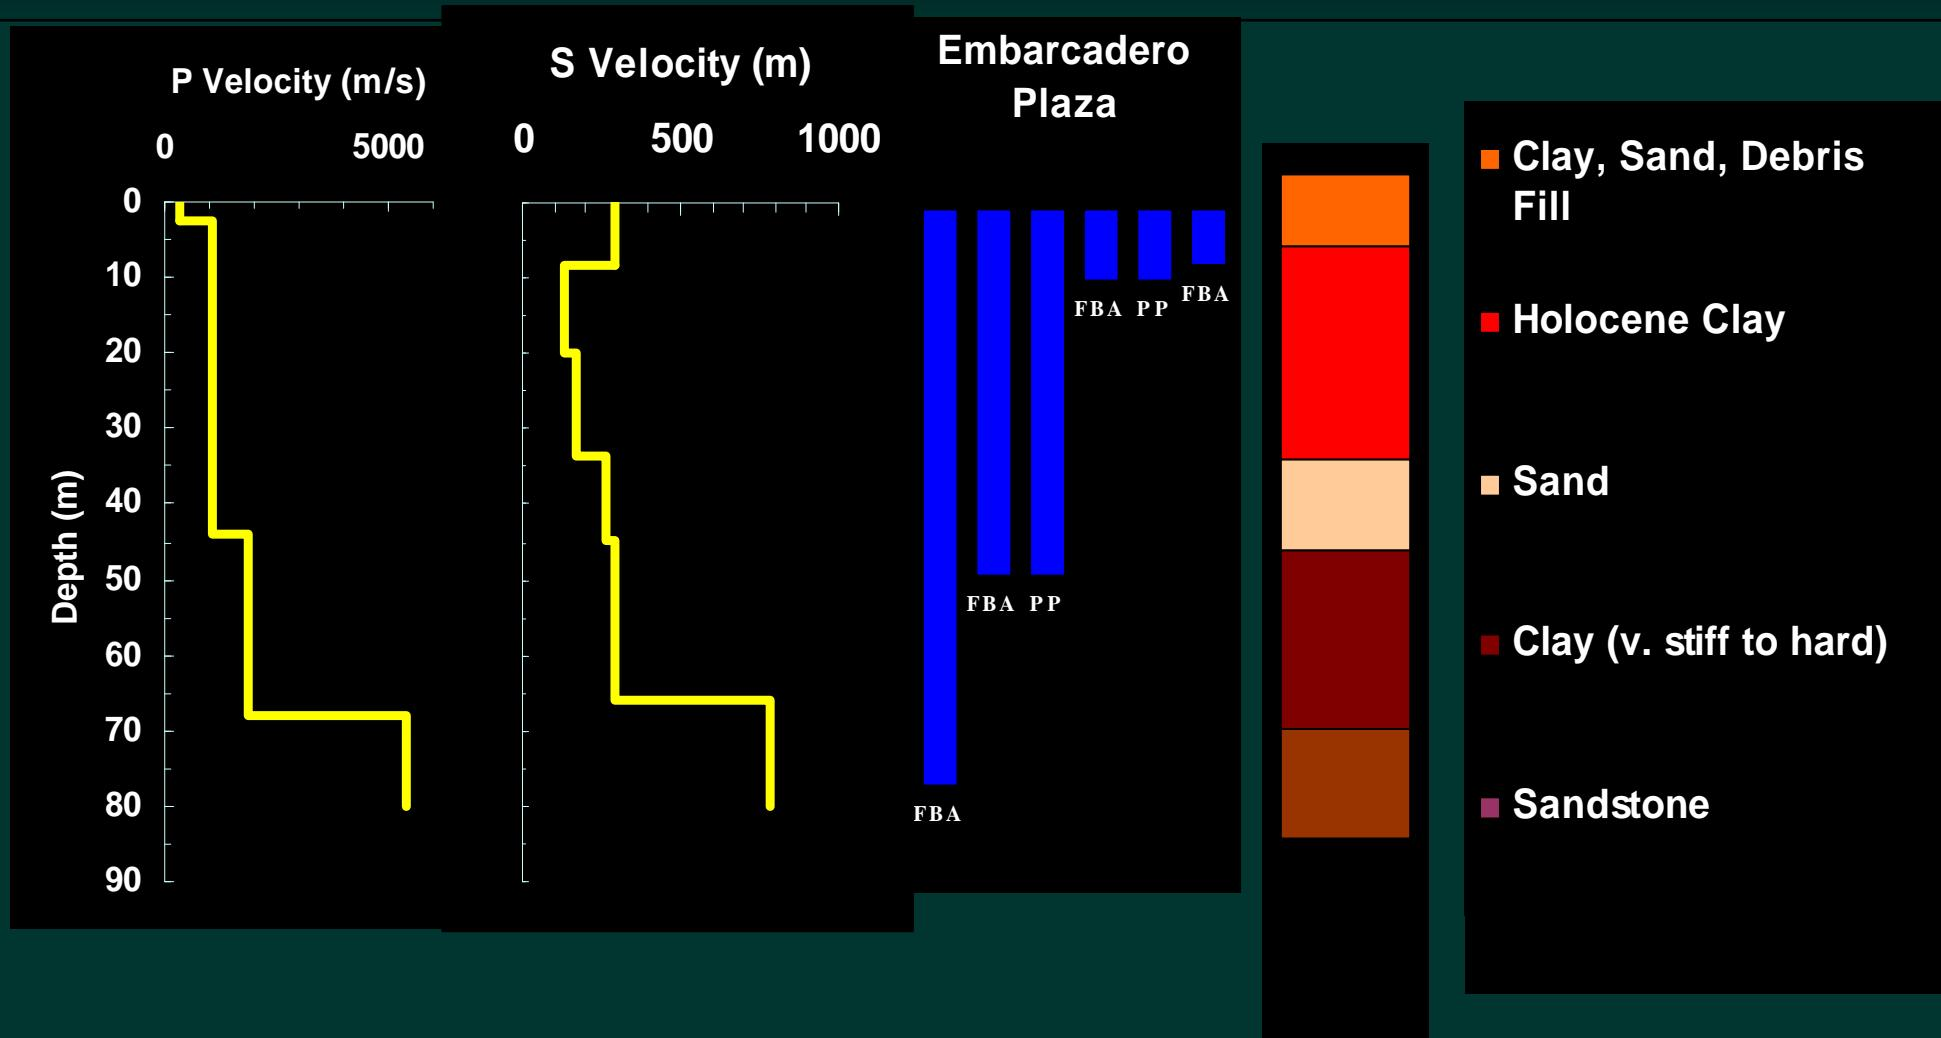 P Velocity (m/s)
0 5000
Depth (m)
0
10
20
30
40
50
60
70
80
90
S Velocity (m)
0 500 1000
Embarcadero
Plaza
FBA PP FBA
FBA PP
FBA
Clay, Sand, Debris
Fill
Holocene Clay
Sand
Clay (v. stiff to hard)
Sandstone